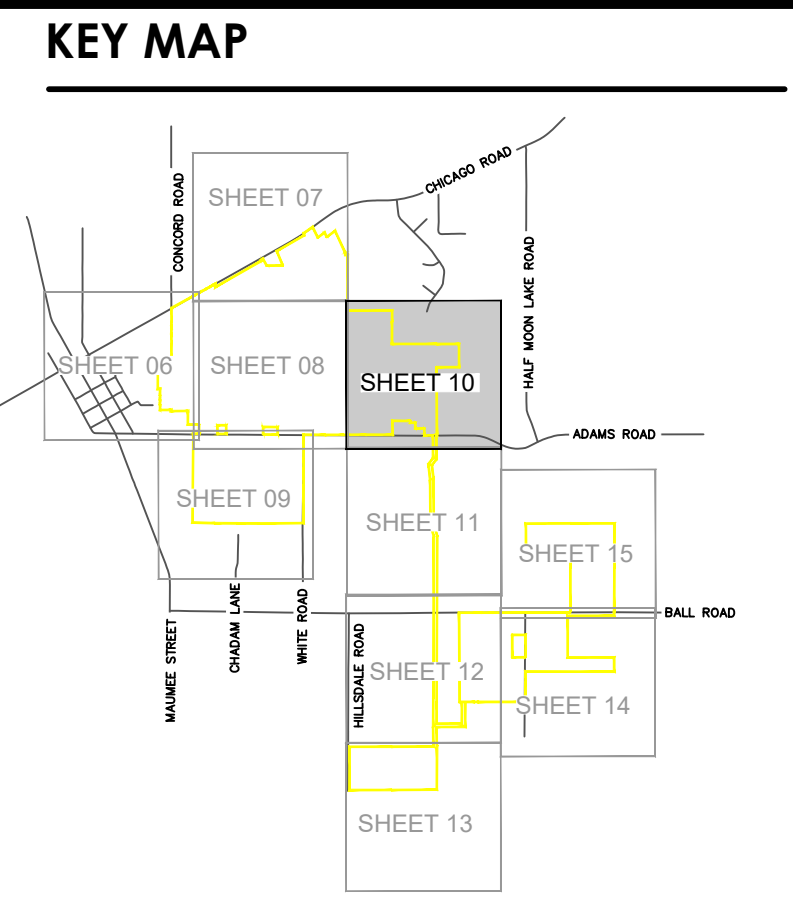 KEY MAP
CHICAGO ROAD
CONCORD ROAD
SHEET 07
HALF MOON LAKE ROAD
SHEET 06
SHEET 08
SHEET 10
ADAMS ROAD
SHEET 09
SHEET 11
SHEET 15
MAUMEE STREET
CHADAM LANE
WHITE ROAD
HILLSDALE ROAD
BALL ROAD
SHEET 12
SHEET 14
SHEET 13